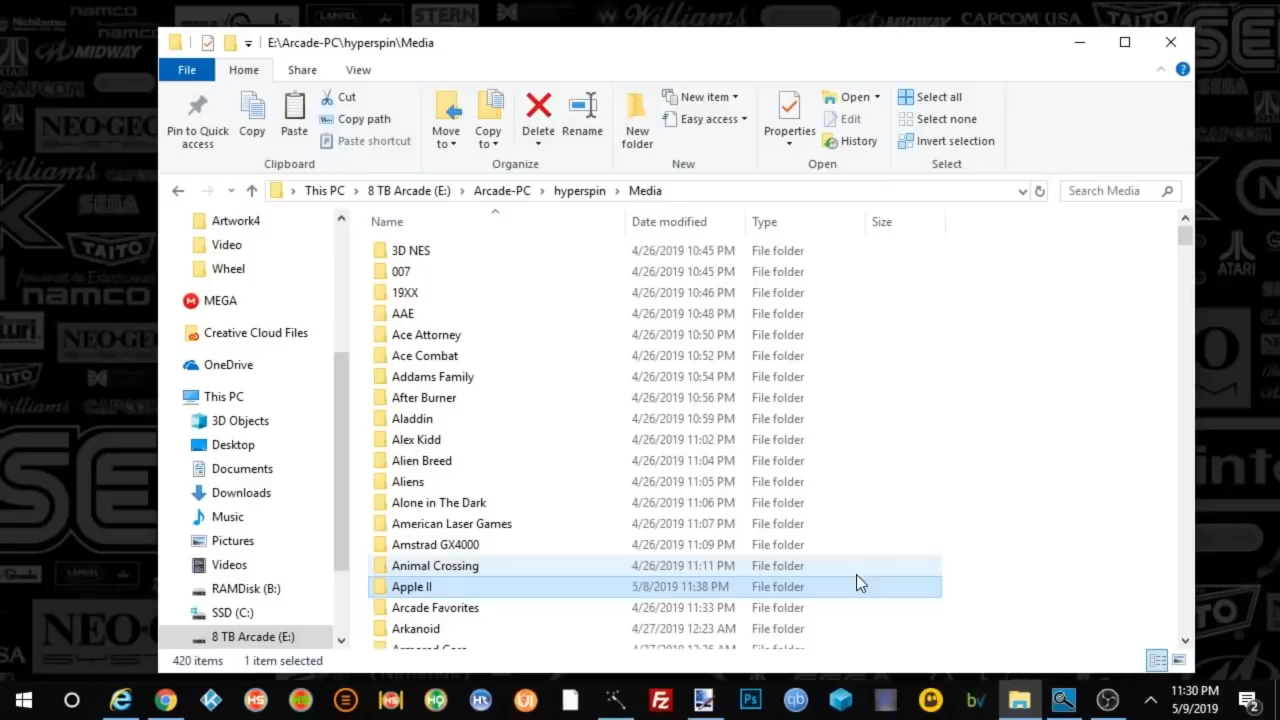 E:\Arcade-PC\hyperspin\Media
File Home Share View
Pin to Quick access
Copy
Paste
Cut
Copy path
Paste shortcut
Move to
Copy to
Delete
Rename
New folder
New item
Easy access
Properties
Open
Edit
History
Select all
Select none
Invert selection
Clipboard Organize New Open Select
This PC > 8 TB Arcade (E:) > Arcade-PC > hyperspin > Media
Search Media
Artwork4
Video
Wheel
MEGA
Creative Cloud Files
OneDrive
This PC
3D Objects
Desktop
Documents
Downloads
Music
Pictures
Videos
RAMDisk (B:)
SSD (C:)
8 TB Arcade (E:)
Name Date modified Type Size
3D NES 4/26/2019 10:45 PM File folder
007 4/26/2019 10:45 PM File folder
19XX 4/26/2019 10:46 PM File folder
AAE 4/26/2019 10:48 PM File folder
Ace Attorney 4/26/2019 10:50 PM File folder
Ace Combat 4/26/2019 10:52 PM File folder
Addams Family 4/26/2019 10:54 PM File folder
After Burner 4/26/2019 10:56 PM File folder
Aladdin 4/26/2019 10:59 PM File folder
Alex Kidd 4/26/2019 11:02 PM File folder
Alien Breed 4/26/2019 11:04 PM File folder
Aliens 4/26/2019 11:05 PM File folder
Alone in The Dark 4/26/2019 11:06 PM File folder
American Laser Games 4/26/2019 11:07 PM File folder
Amstrad GX4000 4/26/2019 11:09 PM File folder
Animal Crossing 4/26/2019 11:11 PM File folder
Apple II 5/8/2019 11:38 PM File folder
Arcade Favorites 4/26/2019 11:33 PM File folder
Arkanoid 4/27/2019 12:23 AM File folder
420 items 1 item selected
Nichibutsu
namco
MIDWAY
STERN
Williams
CAPCOM USA
TAITO
ATARI
SEGA
11:30 PM
5/9/2019
2